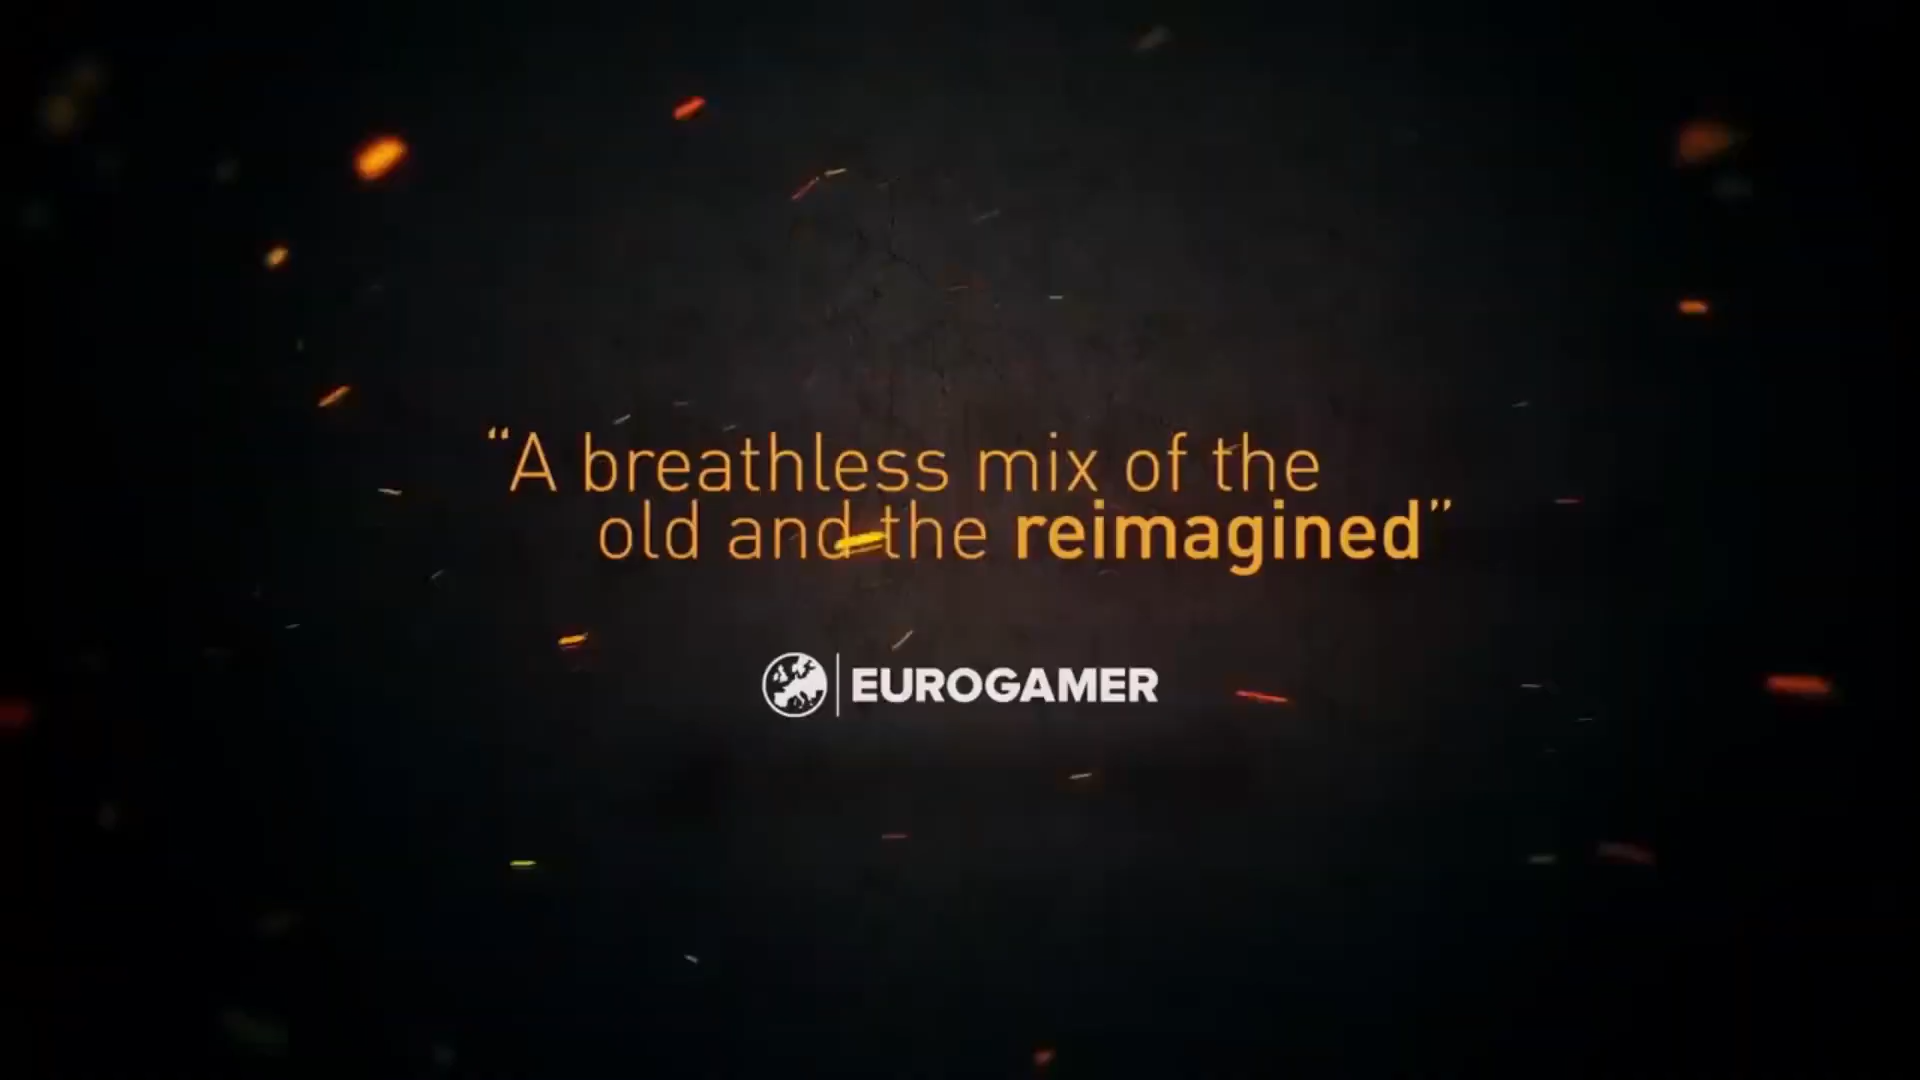 “A breathless mix of the
old and the reimagined”
EUROGAMER